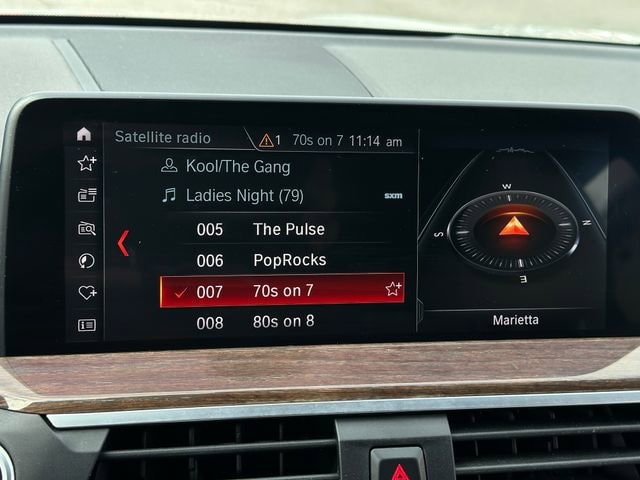 Satellite radio 1 70s on 7 11:14 am
Kool/The Gang
Ladies Night (79) sxm
005 The Pulse
006 PopRocks
007 70s on 7
008 80s on 8
W
S N
E
Marietta